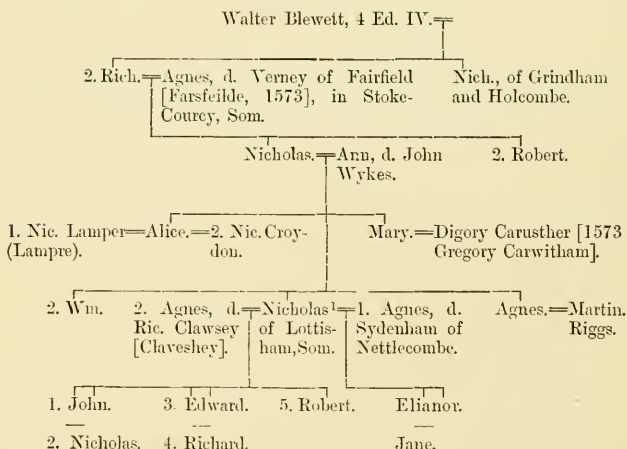 Walter Blewett, 4 Ed. IV.
2. Rich. Agnes, d. Verney of Fairfield [Farsfeilde, 1573], in Stoke-Courcy, Som.
Nich., of Grindham and Holcombe.
Nicholas. Ann, d. John Wykes.
2. Robert.
1. Nic. Lamper (Lampre). Alice. 2. Nic. Croy-don.
Mary. Digory Carusther [1573 Gregory Carwitham].
2. Wm.
2. Agnes, d. Ric. Clawsey [Claveshey].
Nicholas¹ of Lottis-ham, Som.
1. Agnes, d. Sydenham of Nettlecombe.
Agnes. Martin. Riggs.
1. John. 3. Edward. 5. Robert. Elianor.
2. Nicholas. 4. Richard. Jane.